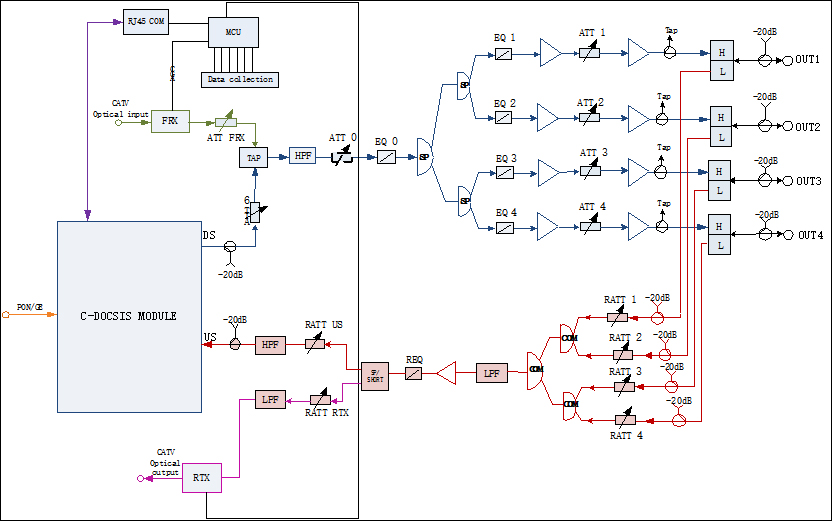 RJ45 COM
MCU
Data collection
CATV
Optical input
FRX
ATT FRX
TAP
HPF
ATT 0
EQ 0
SP
SP
SP
EQ 1
ATT 1
Tap
H
L
-20dB
OUT1
EQ 2
ATT 2
Tap
H
L
-20dB
OUT2
EQ 3
ATT 3
Tap
H
L
-20dB
OUT3
EQ 4
ATT 4
Tap
H
L
-20dB
OUT4
DS
-20dB
PON/GE
C-DOCSIS MODULE
US
-20dB
HPF
RATT US
LPF
RATT RTX
SP/
SHORT
REQ
LPF
COM
COM
COM
RATT 1
-20dB
RATT 2
-20dB
RATT 3
-20dB
RATT 4
-20dB
CATV
Optical
output
RTX